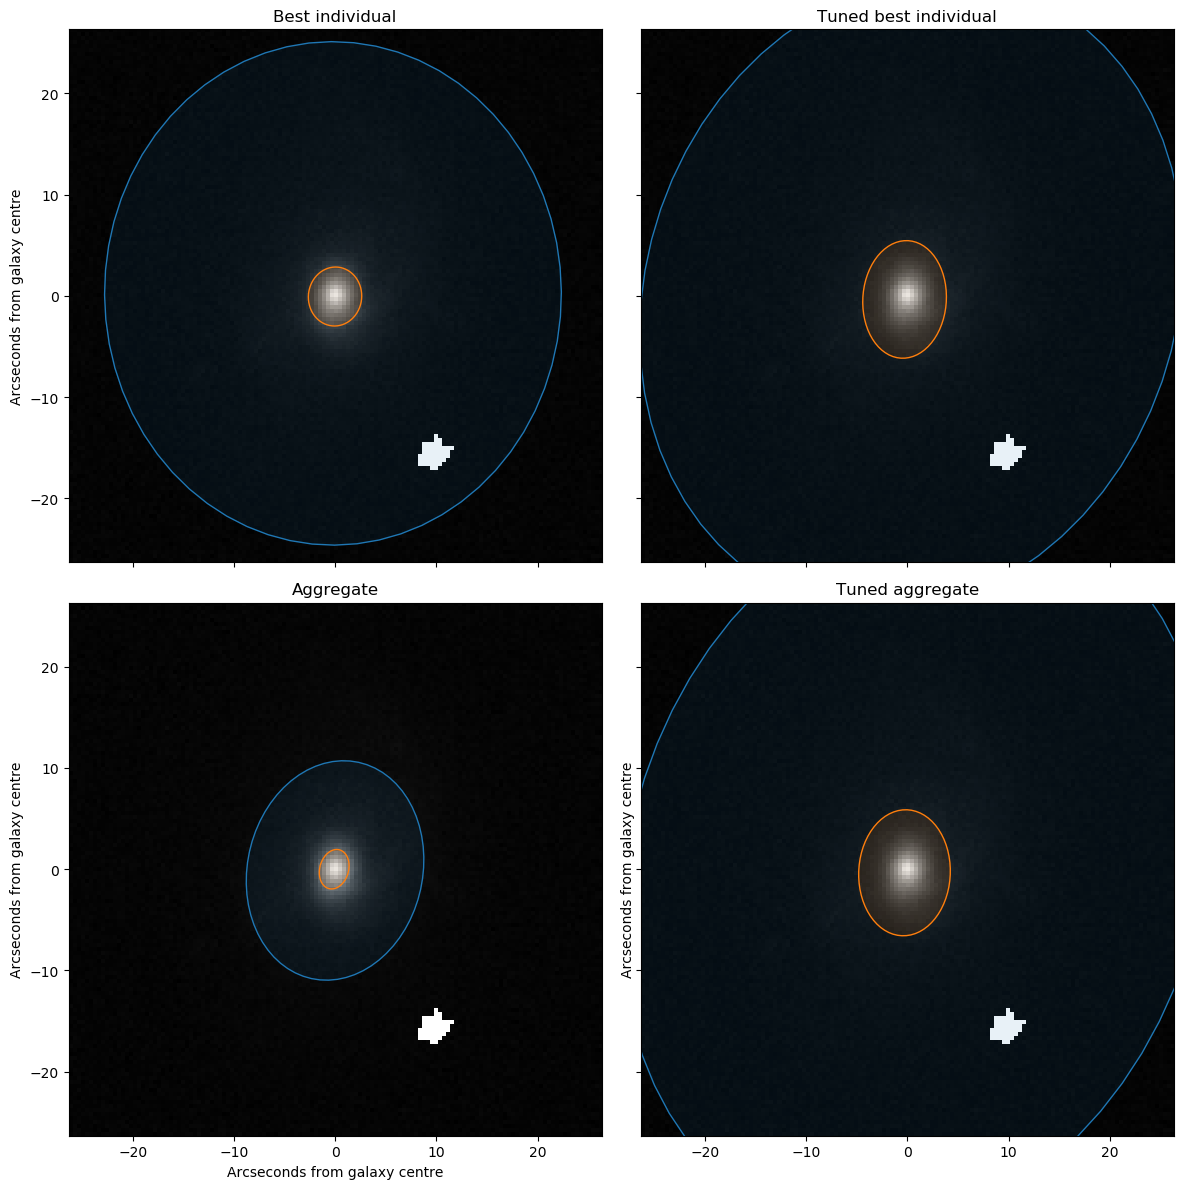 Best individual
Tuned best individual
20
10
0
−10
−20
Arcseconds from galaxy centre
Aggregate
Tuned aggregate
20
10
0
−10
−20
Arcseconds from galaxy centre
Arcseconds from galaxy centre
−20 −10 0 10 20
−20 −10 0 10 20
Arcseconds from galaxy centre